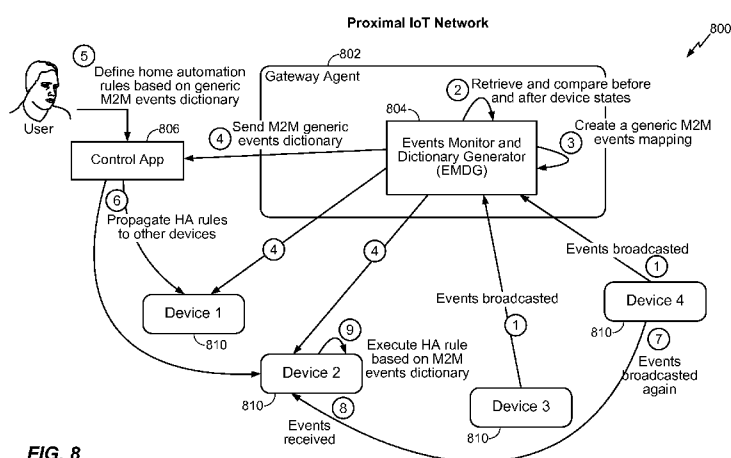 Proximal IoT Network
800
802
Gateway Agent
5
Define home automation
rules based on generic
M2M events dictionary
User
806
Control App
4
Send M2M generic
events dictionary
804
Events Monitor and
Dictionary Generator
(EMDG)
2
Retrieve and compare before
and after device states
3
Create a generic M2M
events mapping
6
Propagate HA rules
to other devices
4
4
Events broadcasted
1
Events broadcasted
1
Device 1
810
Device 4
810
7
Events
broadcasted
again
9
Execute HA rule
based on M2M
events dictionary
Device 2
810
8
Events
received
Device 3
810
FIG. 8